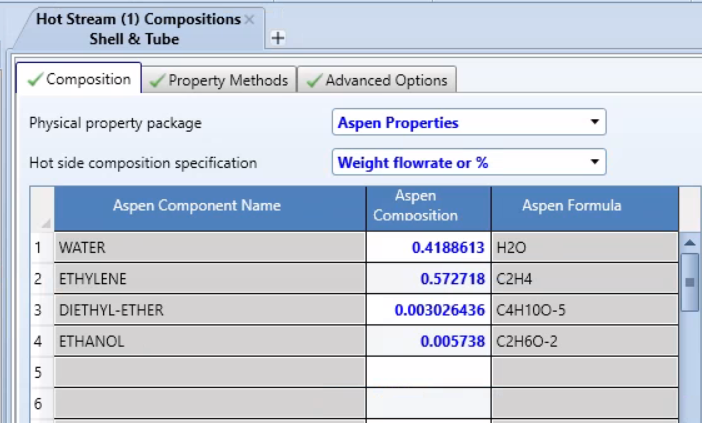 Hot Stream (1) Compositions
Shell & Tube
Composition Property Methods Advanced Options
Physical property package Aspen Properties
Hot side composition specification Weight flowrate or %
Aspen Component Name Aspen Composition Aspen Formula
1 WATER 0.4188613 H2O
2 ETHYLENE 0.572718 C2H4
3 DIETHYL-ETHER 0.003026436 C4H10O-5
4 ETHANOL 0.005738 C2H6O-2
5
6